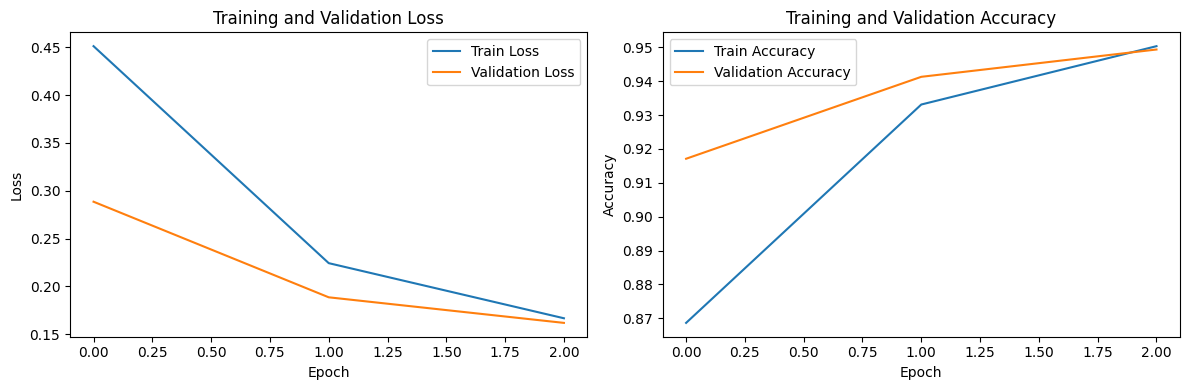 Training and Validation Loss
Train Loss
Validation Loss
0.45
0.40
0.35
0.30
0.25
0.20
0.15
Loss
0.00 0.25 0.50 0.75 1.00 1.25 1.50 1.75 2.00
Epoch
Training and Validation Accuracy
Train Accuracy
Validation Accuracy
0.95
0.94
0.93
0.92
0.91
0.90
0.89
0.88
0.87
Accuracy
0.00 0.25 0.50 0.75 1.00 1.25 1.50 1.75 2.00
Epoch